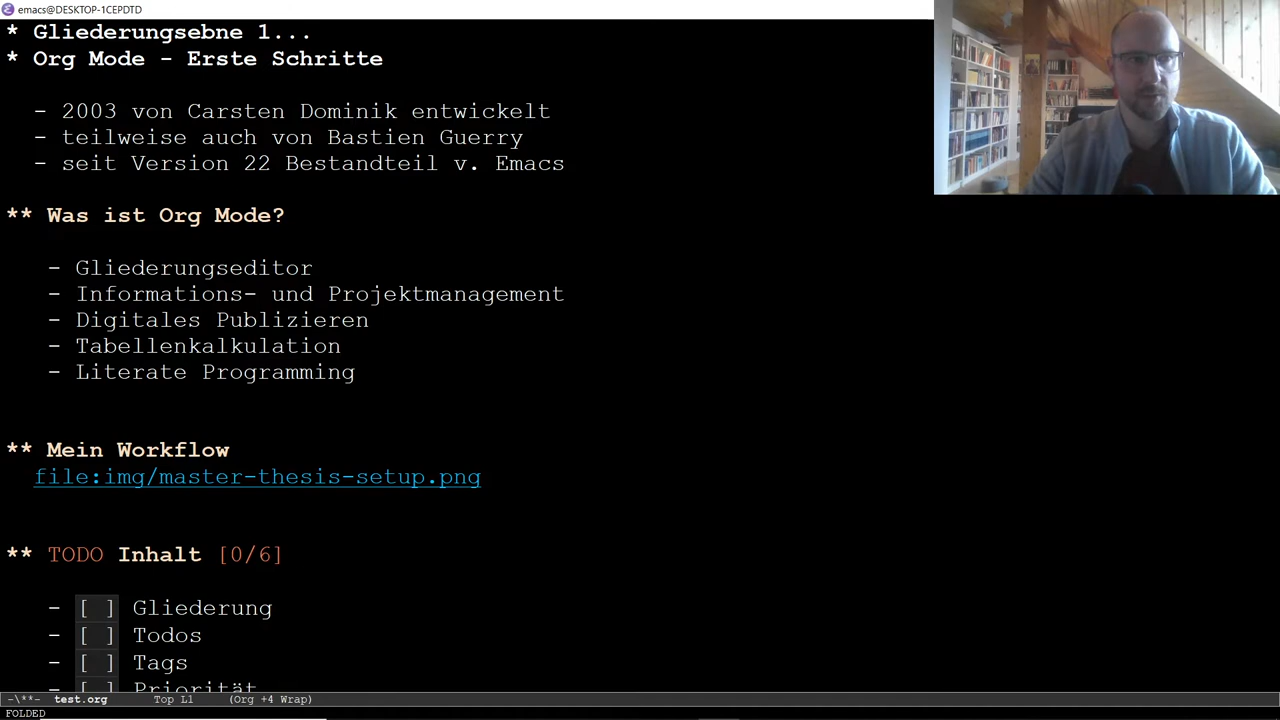 emacs@DESKTOP-1CEPDTD
* Gliederungsebne 1...
* Org Mode - Erste Schritte
- 2003 von Carsten Dominik entwickelt
- teilweise auch von Bastien Guerry
- seit Version 22 Bestandteil v. Emacs
** Was ist Org Mode?
- Gliederungseditor
- Informations- und Projektmanagement
- Digitales Publizieren
- Tabellenkalkulation
- Literate Programming
** Mein Workflow
file:img/master-thesis-setup.png
** TODO Inhalt [0/6]
- [ ] Gliederung
- [ ] Todos
- [ ] Tags
- [ ] Priorität
-\**- test.org Top L1 (Org +4 Wrap)
FOLDED